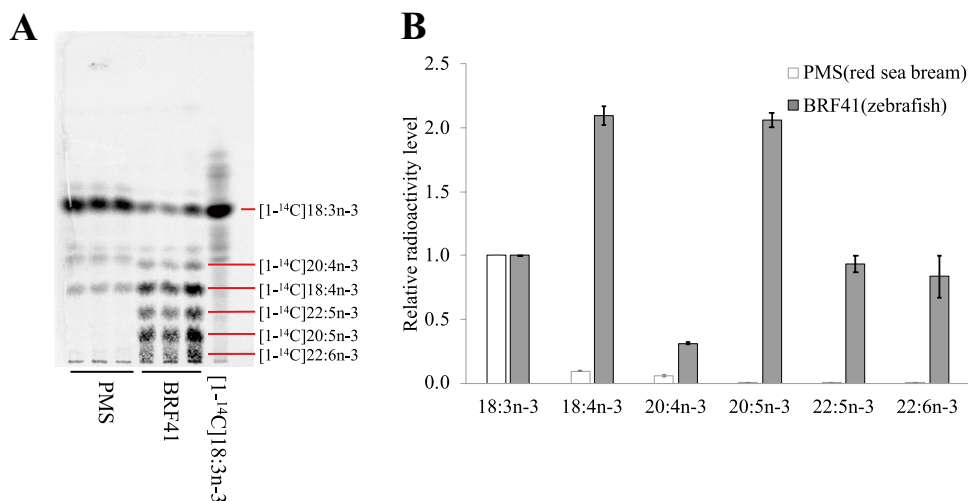 A
[1-¹⁴C]18:3n-3
[1-¹⁴C]20:4n-3
[1-¹⁴C]18:4n-3
[1-¹⁴C]22:5n-3
[1-¹⁴C]20:5n-3
[1-¹⁴C]22:6n-3
PMS
BRF41
[1-¹⁴C]18:3n-3
B
Relative radioactivity level
2.5
2.0
1.5
1.0
0.5
0.0
PMS(red sea bream)
BRF41(zebrafish)
18:3n-3 18:4n-3 20:4n-3 20:5n-3 22:5n-3 22:6n-3